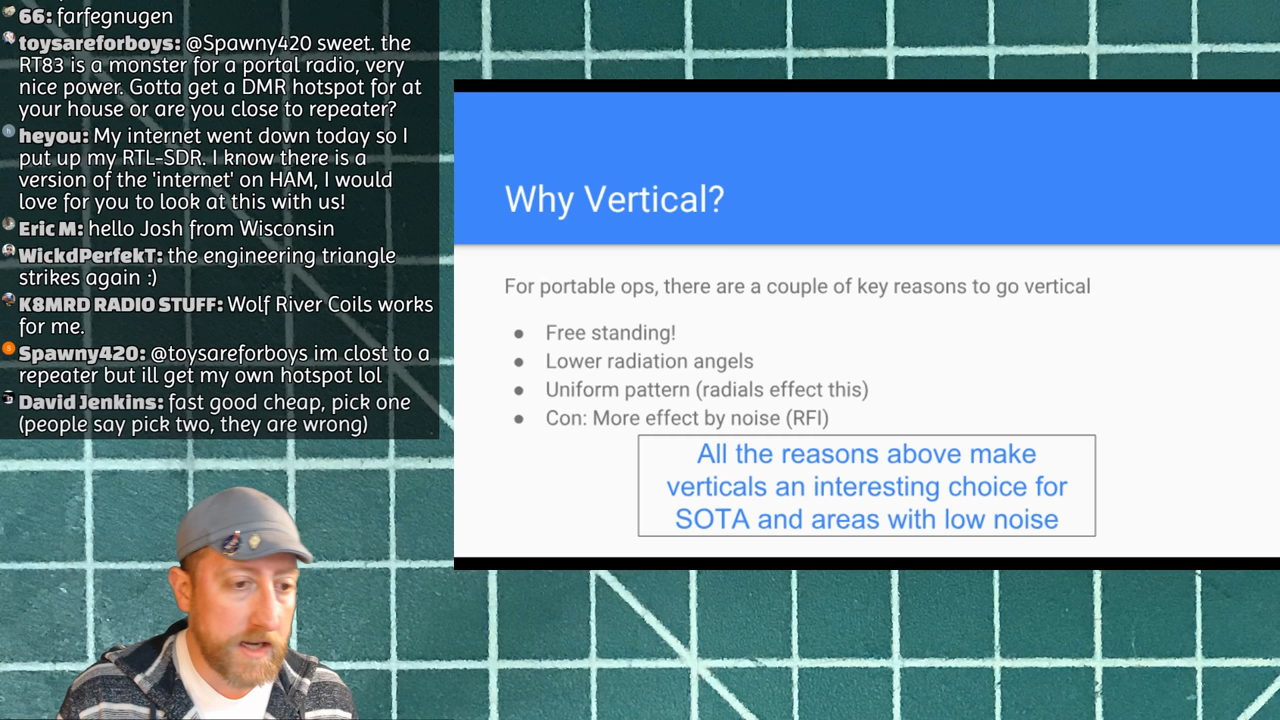 66: farfegnugen
toysareforboys: @Spawny420 sweet. the
RT83 is a monster for a portal radio, very
nice power. Gotta get a DMR hotspot for at
your house or are you close to repeater?
heyou: My internet went down today so I
put up my RTL-SDR. I know there is a
version of the 'internet' on HAM, I would
love for you to look at this with us!
Eric M: hello Josh from Wisconsin
WickdPerfekT: the engineering triangle
strikes again :)
K8MRD RADIO STUFF: Wolf River Coils works
for me.
Spawny420: @toysareforboys im clost to a
repeater but ill get my own hotspot lol
David Jenkins: fast good cheap, pick one
(people say pick two, they are wrong)
Why Vertical?
For portable ops, there are a couple of key reasons to go vertical
● Free standing!
● Lower radiation angels
● Uniform pattern (radials effect this)
● Con: More effect by noise (RFI)
All the reasons above make
verticals an interesting choice for
SOTA and areas with low noise